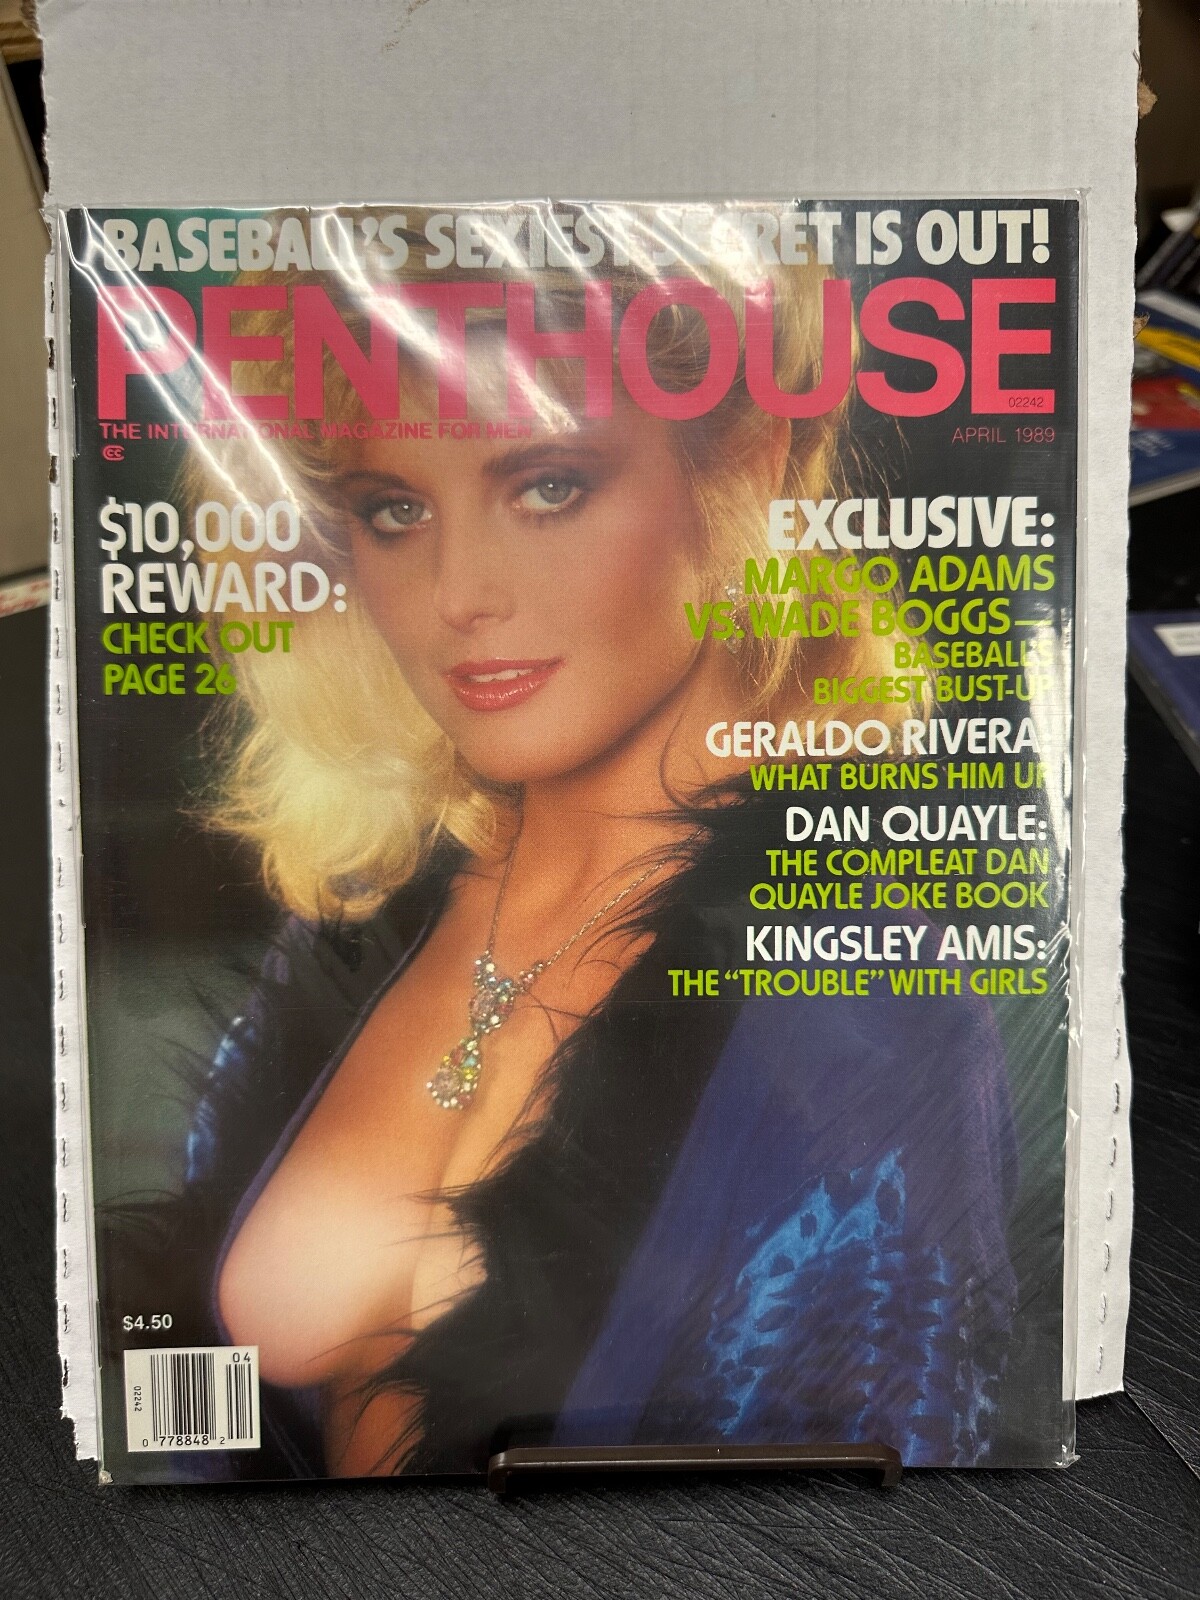 BASEBALL'S SEXIEST SECRET IS OUT!
PENTHOUSE
02242
THE INTERNATIONAL MAGAZINE FOR MEN
APRIL 1989
CC
$10,000
REWARD:
CHECK OUT
PAGE 26
EXCLUSIVE:
MARGO ADAMS
VS. WADE BOGGS—
BASEBALL'S
BIGGEST BUST-UP
GERALDO RIVERA:
WHAT BURNS HIM UP
DAN QUAYLE:
THE COMPLEAT DAN
QUAYLE JOKE BOOK
KINGSLEY AMIS:
THE “TROUBLE” WITH GIRLS
$4.50
04
02242
0 778848 2